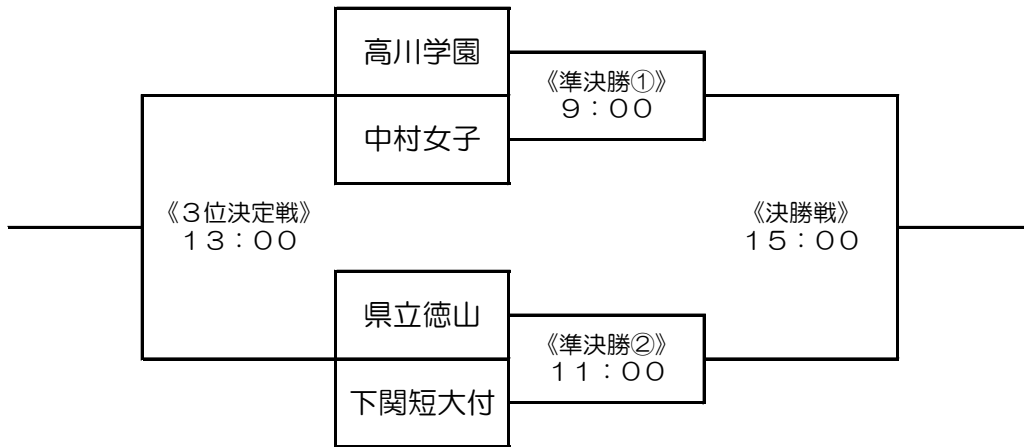 高川学園
《準決勝①》
９：００
中村女子
《３位決定戦》
１３：００
《決勝戦》
１５：００
県立徳山
《準決勝②》
１１：００
下関短大付